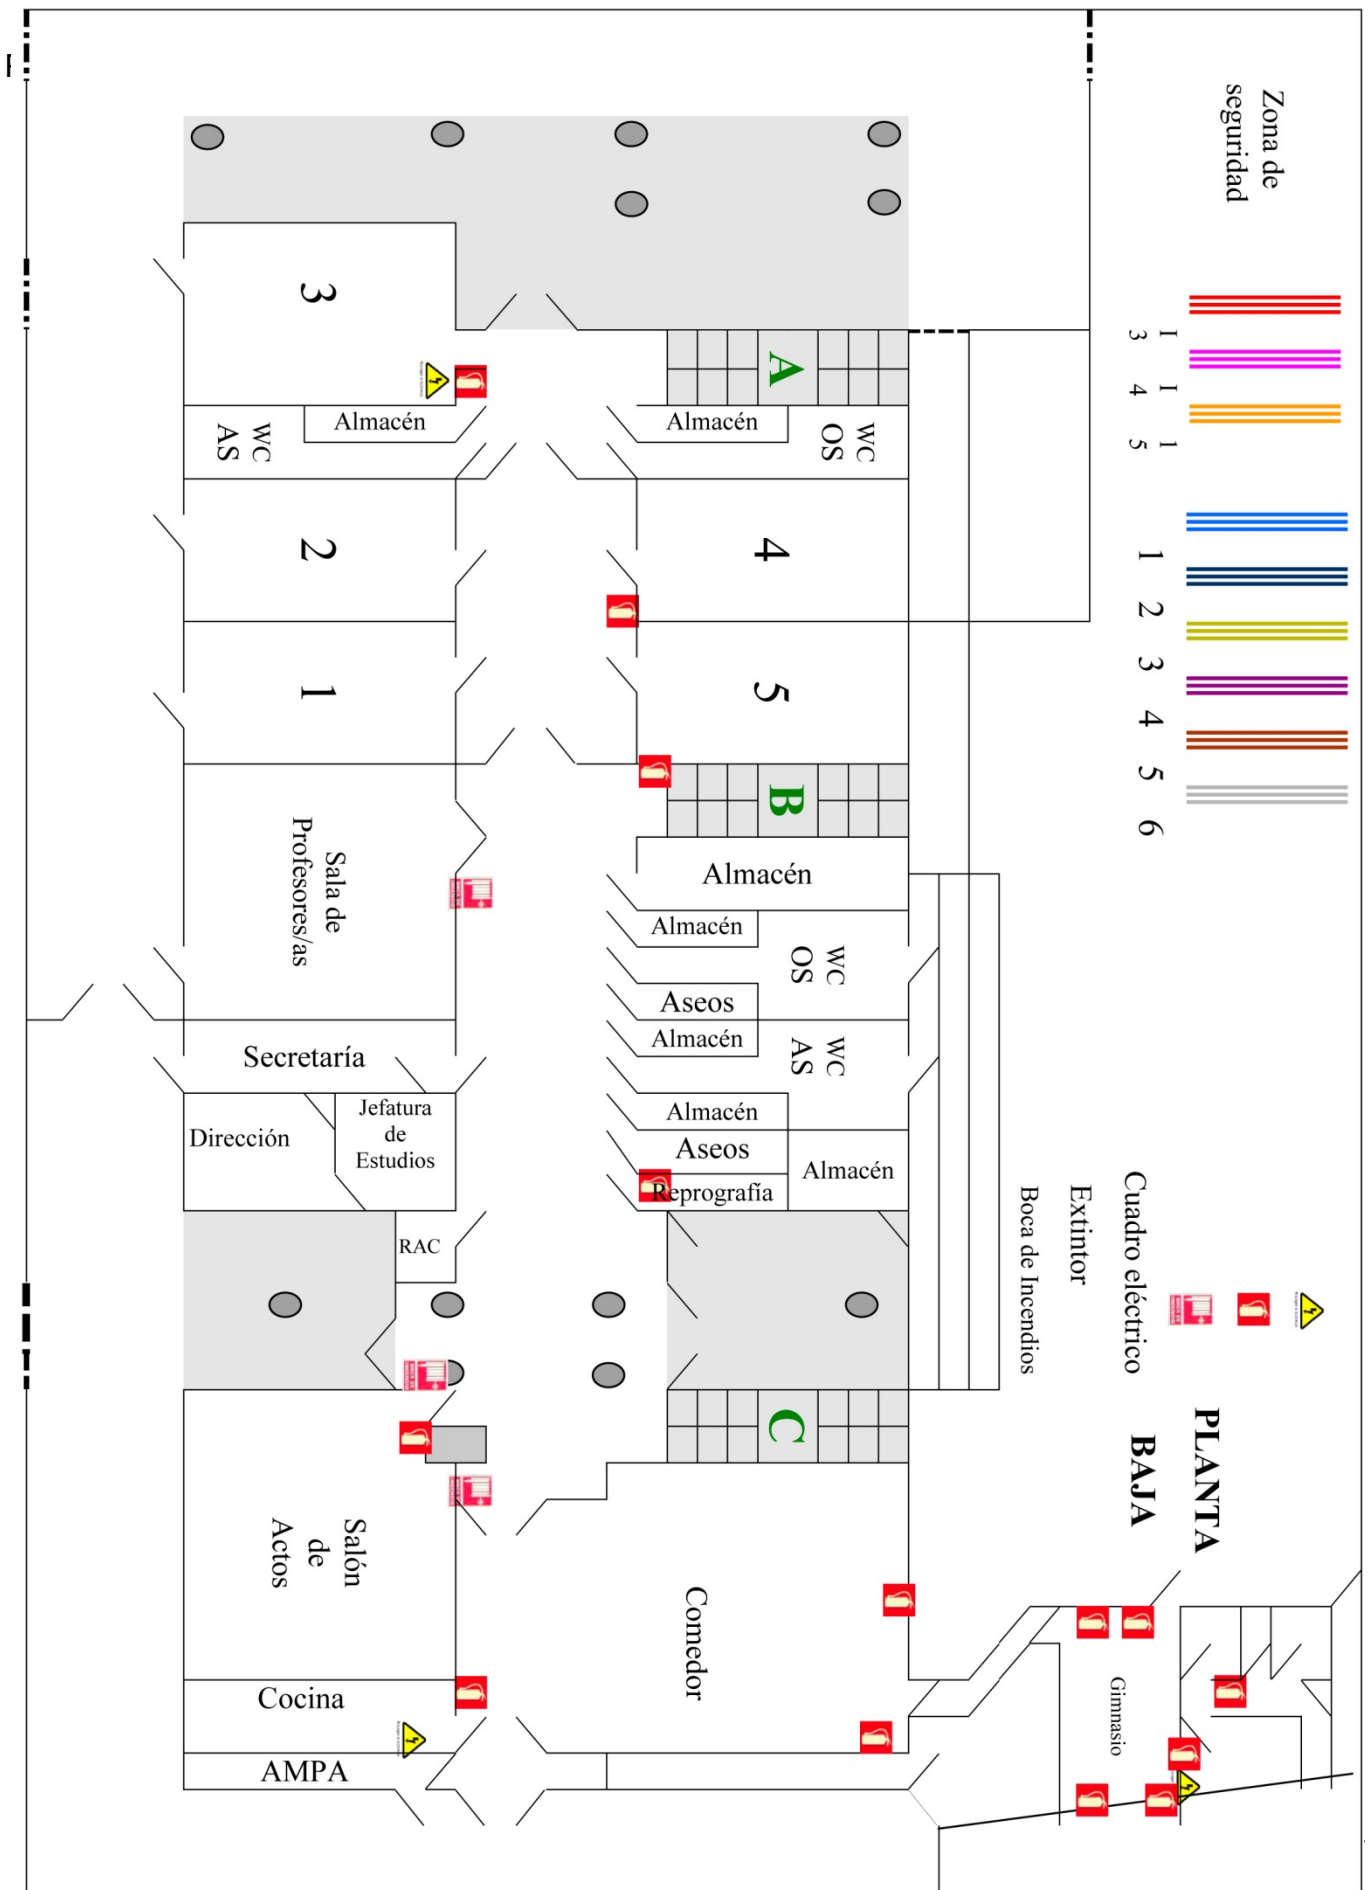 Zona de
seguridad
I
3
I
4
1
5
1
2
3
4
5
6
3
A
WC
AS
Almacén
Almacén
WC
OS
2
4
1
5
B
Sala de
Profesores/as
Almacén
Almacén
WC
OS
Aseos
Almacén
WC
AS
Secretaría
Almacén
Dirección
Jefatura
de
Estudios
Aseos
Almacén
Reprografía
RAC
Cuadro eléctrico
Extintor
Boca de Incendios
PLANTA
BAJA
C
Salón
de
Actos
Comedor
Gimnasio
Cocina
AMPA